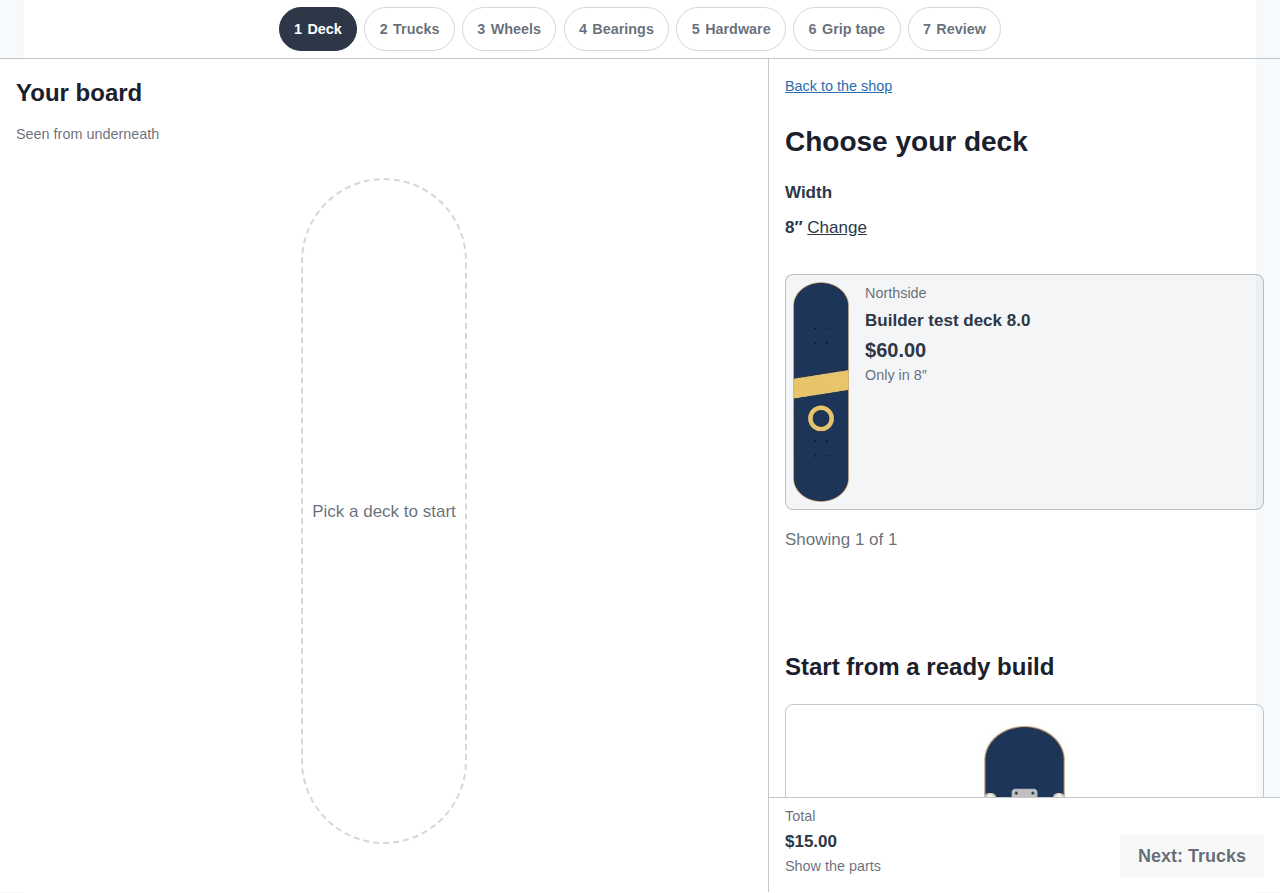 1 Deck
2 Trucks
3 Wheels
4 Bearings
5 Hardware
6 Grip tape
7 Review
Your board
Seen from underneath
Pick a deck to start
Back to the shop
Choose your deck
Width
8″ Change
Northside
Builder test deck 8.0
$60.00
Only in 8″
Showing 1 of 1
Start from a ready build
Total
$15.00
Show the parts
Next: Trucks